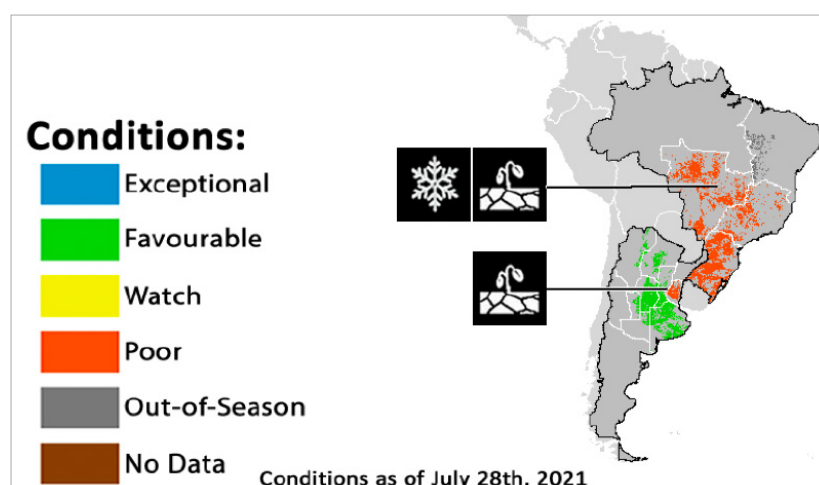 Conditions:
Exceptional
Favourable
Watch
Poor
Out-of-Season
No Data
Conditions as of July 28th, 2021